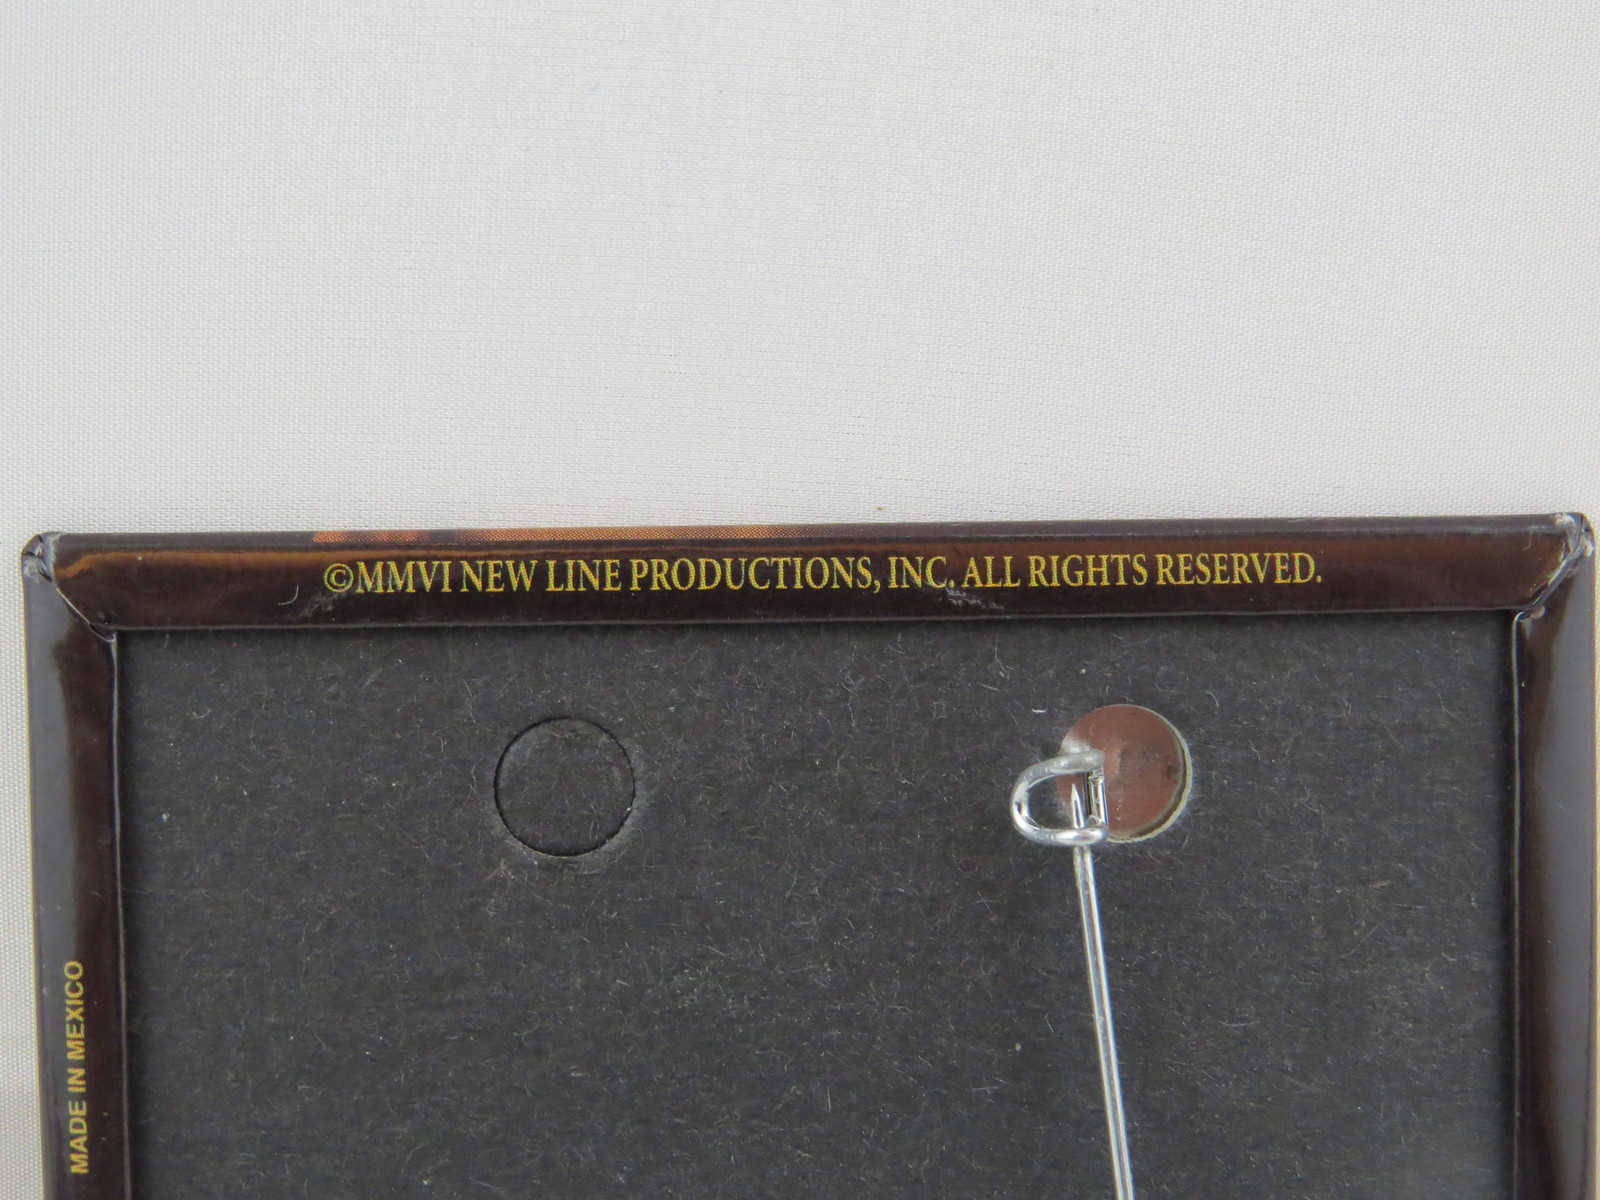 ©MMVI NEW LINE PRODUCTIONS, INC. ALL RIGHTS RESERVED.
MADE IN MEXICO